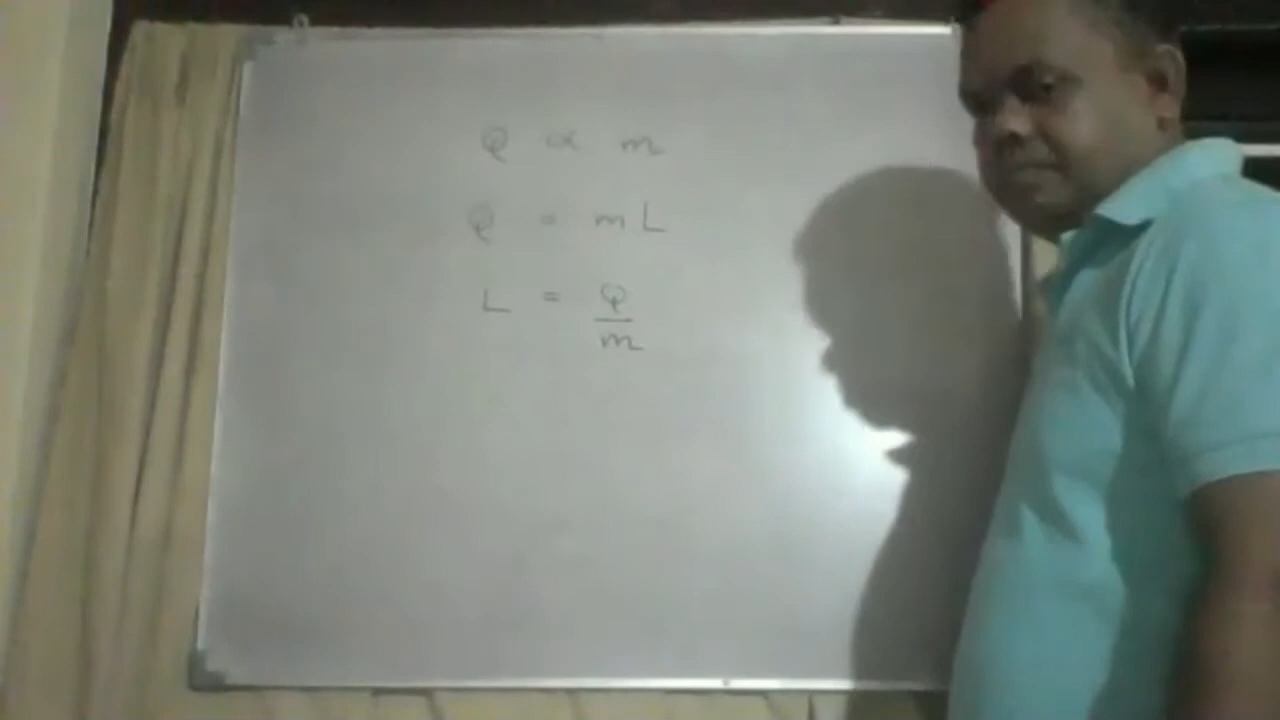 Q ∝ m
Q = mL
L = Q/m